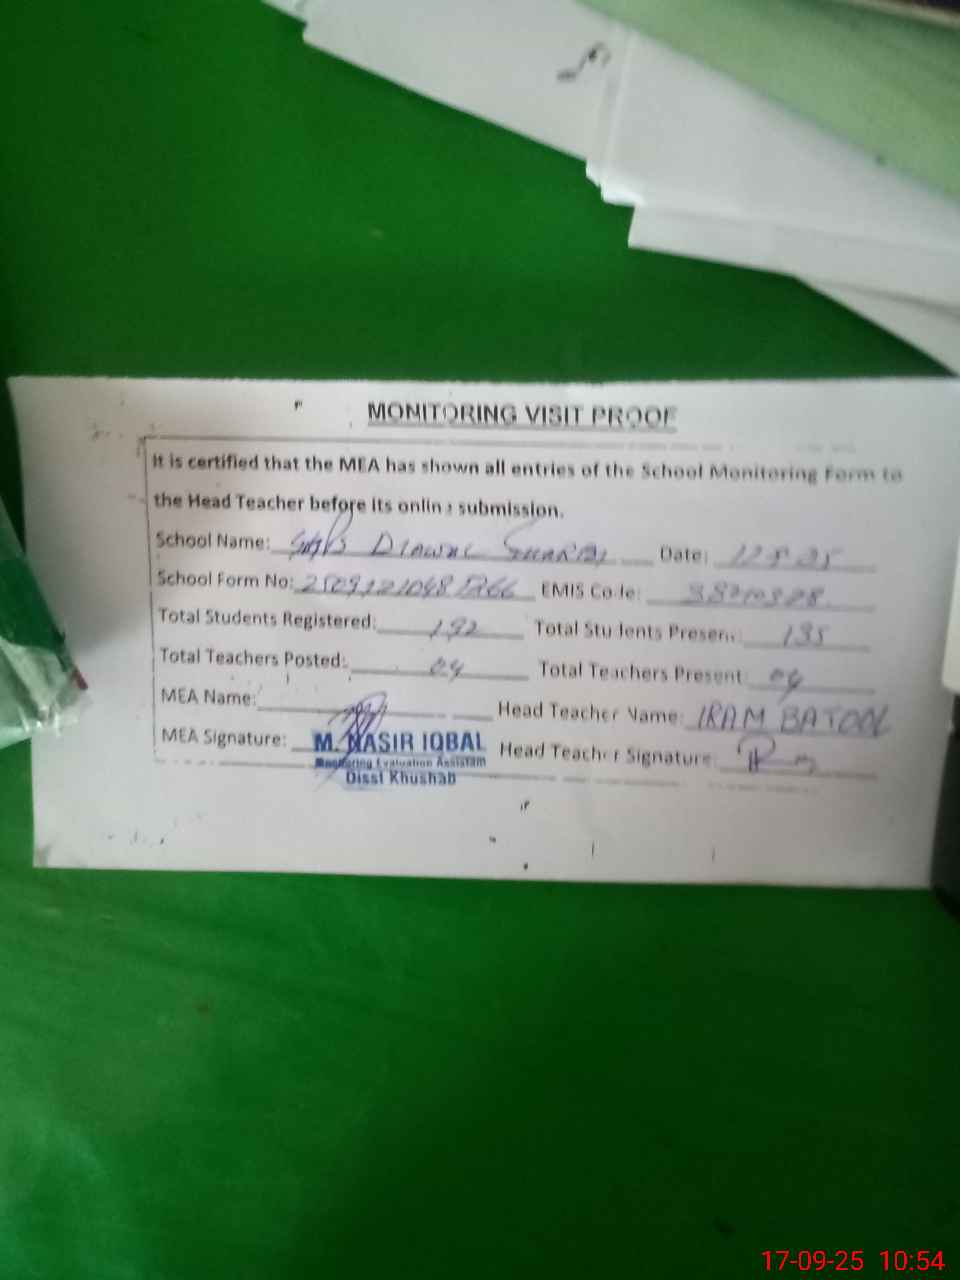 MONITORING VISIT PROOF
It is certified that the MEA has shown all entries of the School Monitoring Form to
the Head Teacher before its online submission.
School Name: Date:
School Form No: EMIS Code:
Total Students Registered: 192 Total Students Present: 135
Total Teachers Posted: 04 Total Teachers Present: 04
MEA Name: Head Teacher Name: IRAM BATOOL
MEA Signature: M. NASIR IQBAL Head Teacher Signature:
Monitoring Evaluation Assistant
Disst Khushab
17-09-25 10:54